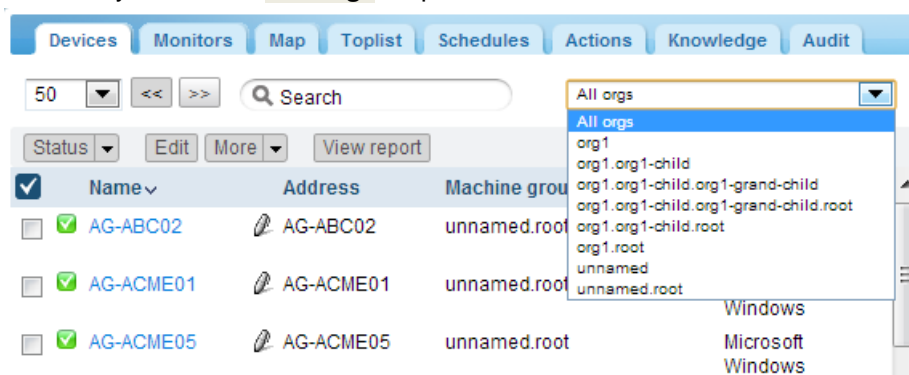 Devices Monitors Map Toplist Schedules Actions Knowledge Audit
50 << >> Search All orgs
All orgs
Status Edit More View report
org1
org1.org1-child
Name Address Machine grou
org1.org1-child.org1-grand-child
org1.org1-child.org1-grand-child.root
AG-ABC02 AG-ABC02 unnamed.root
org1.org1-child.root
org1.root
unnamed
AG-ACME01 AG-ACME01 unnamed.root
unnamed.root
Windows
AG-ACME05 AG-ACME05 unnamed.root Microsoft
Windows